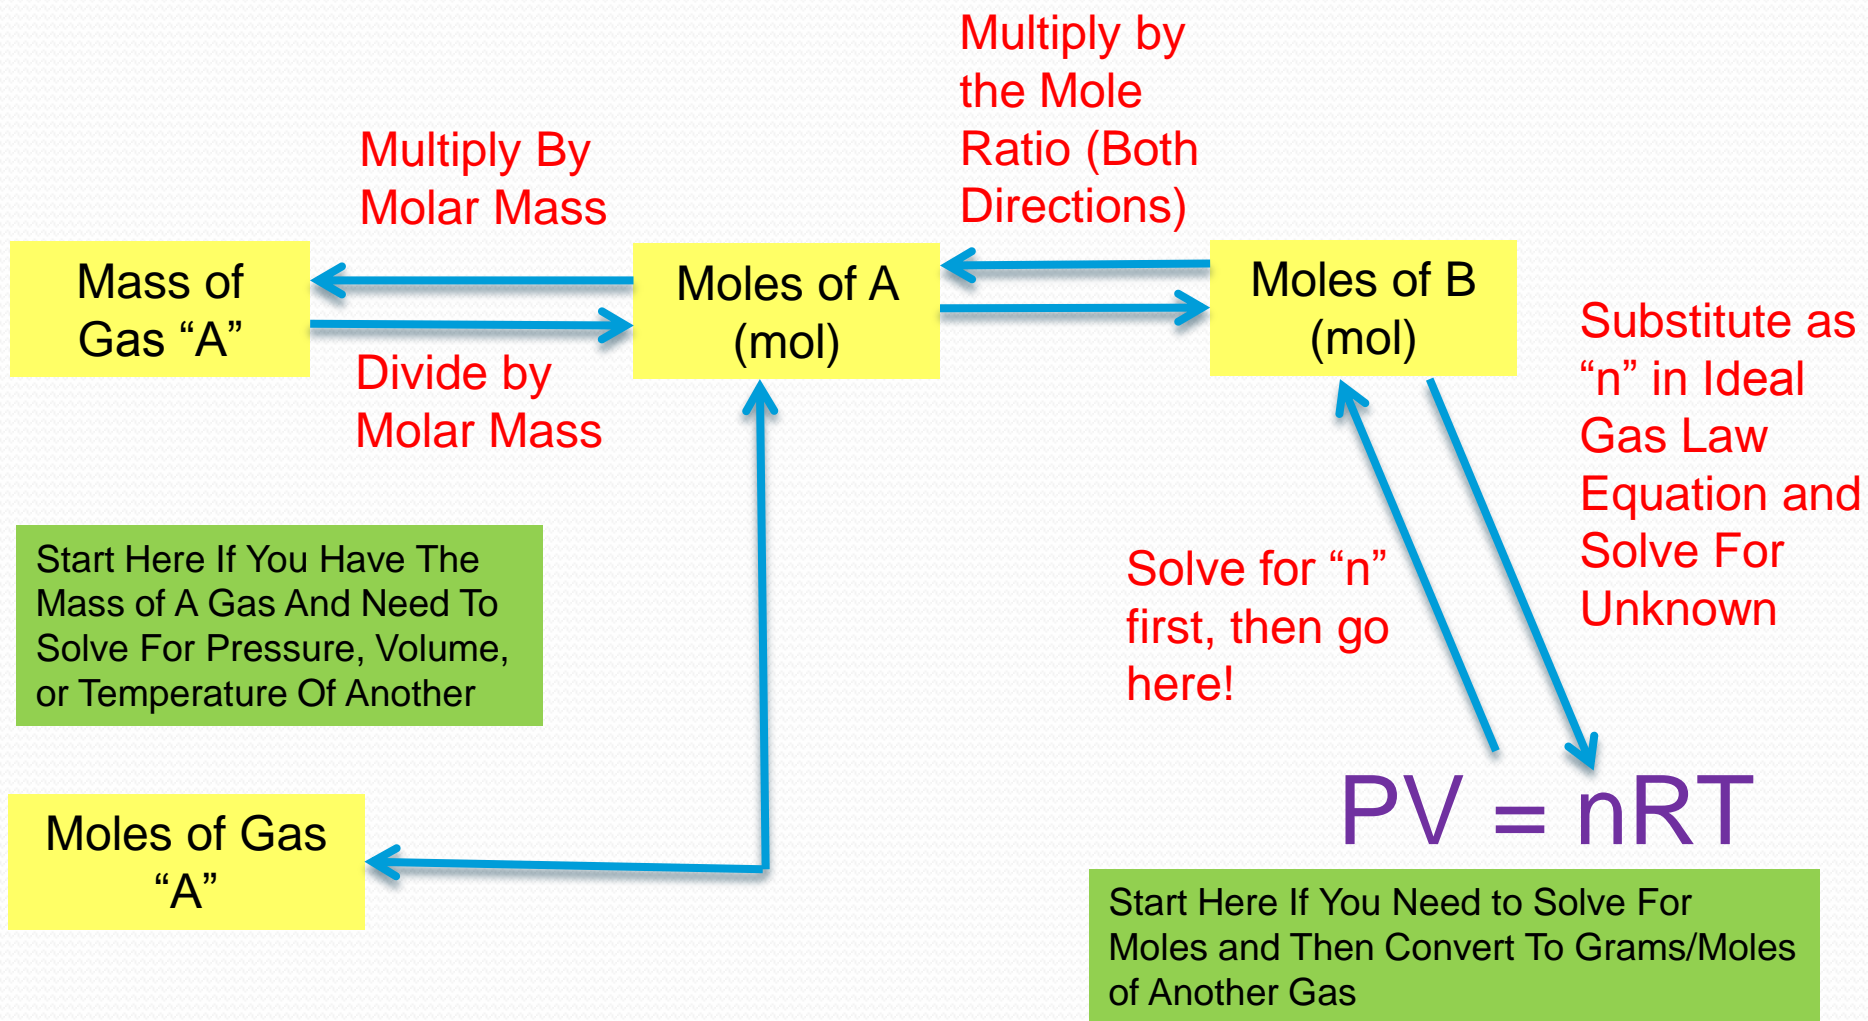 Multiply by
the Mole
Ratio (Both
Directions)
Multiply By
Molar Mass
Mass of
Gas “A”
Moles of A
(mol)
Moles of B
(mol)
Divide by
Molar Mass
Substitute as
“n” in Ideal
Gas Law
Equation and
Solve For
Unknown
Start Here If You Have The
Mass of A Gas And Need To
Solve For Pressure, Volume,
or Temperature Of Another
Solve for “n”
first, then go
here!
Moles of Gas
“A”
PV = nRT
Start Here If You Need to Solve For
Moles and Then Convert To Grams/Moles
of Another Gas